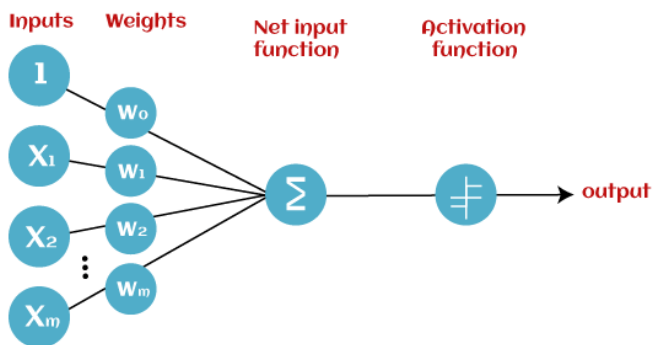 Inputs
Weights
Net input
function
Activation
function
1
W₀
X₁
W₁
Σ
output
X₂
W₂
Xₘ
Wₘ